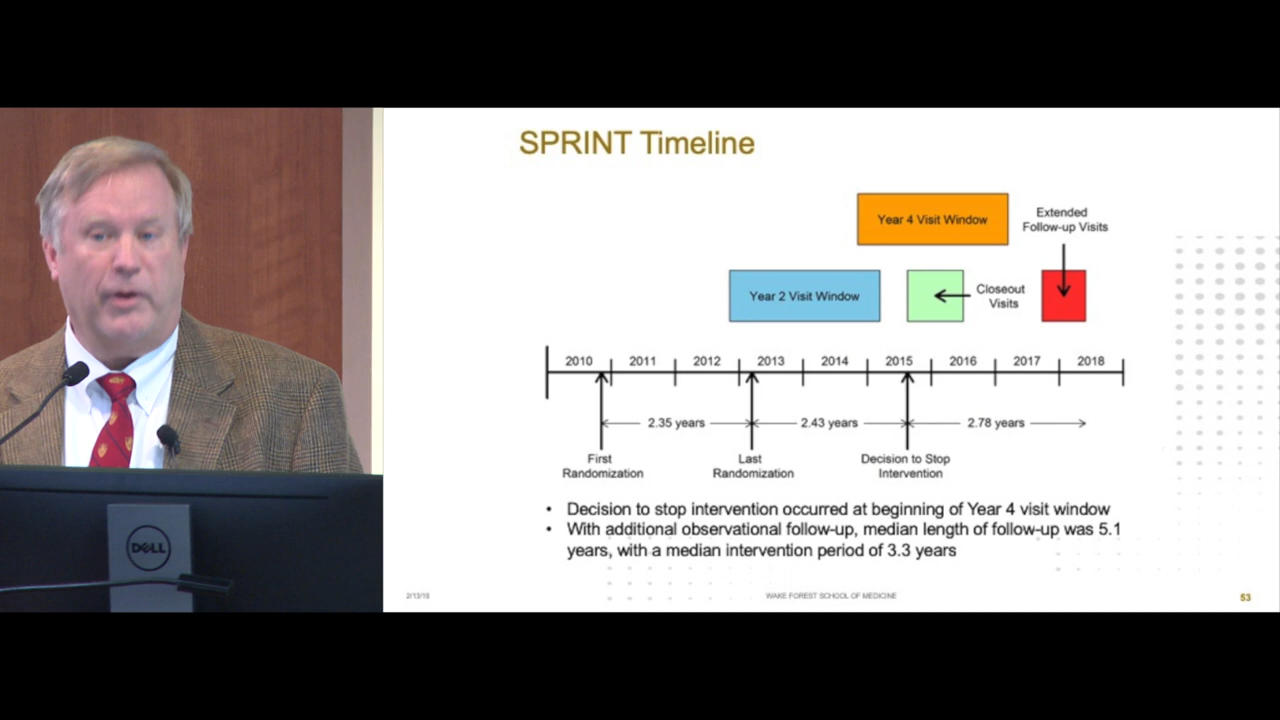 SPRINT Timeline
Year 4 Visit Window
Extended
Follow-up Visits
Year 2 Visit Window
Closeout
Visits
2010 2011 2012 2013 2014 2015 2016 2017 2018
2.35 years 2.43 years 2.78 years
First
Randomization
Last
Randomization
Decision to Stop
Intervention
• Decision to stop intervention occurred at beginning of Year 4 visit window
• With additional observational follow-up, median length of follow-up was 5.1
years, with a median intervention period of 3.3 years
2/13/19
WAKE FOREST SCHOOL OF MEDICINE
53
DELL